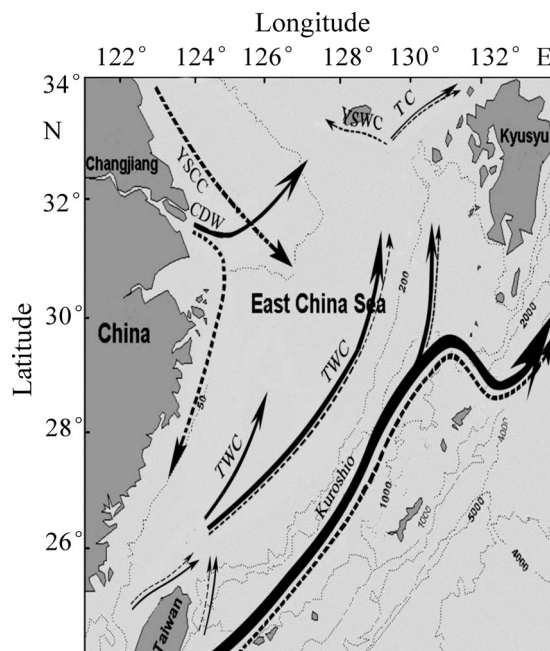 Longitude
122° 124° 126° 128° 130° 132° E
34°
N
32°
30°
28°
26°
Latitude
Changjiang
YSCC
CDW
YSWC
TC
Kyusyu
200
East China Sea
China
2000
TWC
50
TWC
Kuroshio
1000
1000
4000
5000
4000
Taiwan